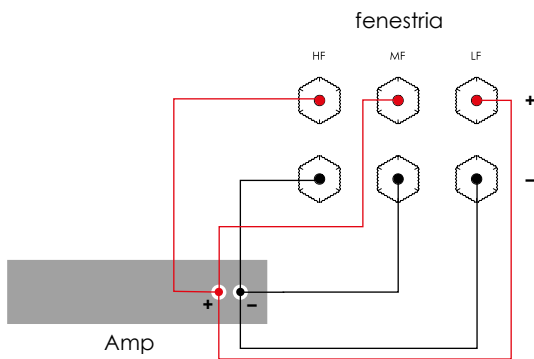 fenestria
HF MF LF
+
−
+ −
Amp